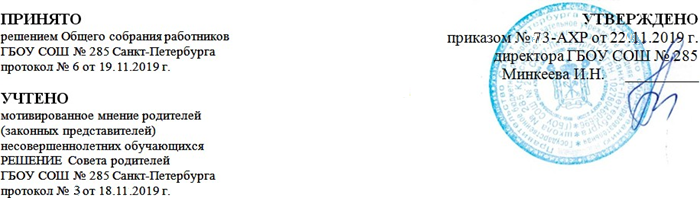 ПРИНЯТО
решением Общего собрания работников
ГБОУ СОШ № 285 Санкт-Петербурга
протокол № 6 от 19.11.2019 г.
УЧТЕНО
мотивированное мнение родителей
(законных представителей)
несовершеннолетних обучающихся
РЕШЕНИЕ Совета родителей
ГБОУ СОШ № 285 Санкт-Петербурга
протокол № 3 от 18.11.2019 г.
УТВЕРЖДЕНО
приказом № 73-АХР от 22.11.2019 г.
директора ГБОУ СОШ № 285
Минкеева И.Н.